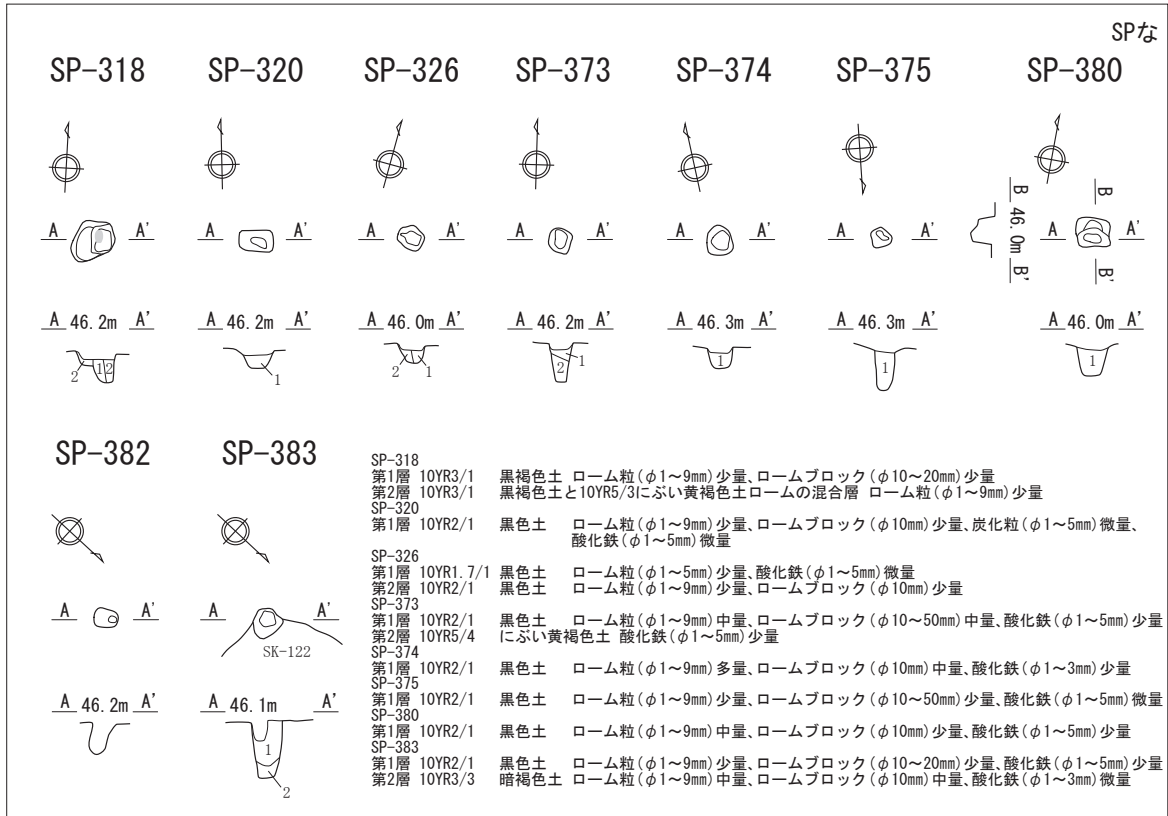 SPな
SP-318 SP-320 SP-326 SP-373 SP-374 SP-375 SP-380
B 46.0m B'
B B'
A A' A A' A A' A A' A A' A A' A A'
A 46.2m A' A 46.2m A' A 46.0m A' A 46.2m A' A 46.3m A' A 46.3m A' A 46.0m A'
2 1 2 1 2 1 2 1 1 1 1
SP-382 SP-383
A A' A A'
SK-122
A 46.2m A' A 46.1m A'
1
2
SP-318
第1層 10YR3/1 黒褐色土 ローム粒(φ1～9㎜)少量、ロームブロック(φ10～20㎜)少量
第2層 10YR3/1 黒褐色土と10YR5/3にぶい黄褐色土ロームの混合層 ローム粒(φ1～9㎜)少量
SP-320
第1層 10YR2/1 黒色土 ローム粒(φ1～9㎜)少量、ロームブロック(φ10㎜)少量、炭化粒(φ1～5㎜)微量、
酸化鉄(φ1～5㎜)微量
SP-326
第1層 10YR1.7/1 黒色土 ローム粒(φ1～5㎜)少量、酸化鉄(φ1～5㎜)微量
第2層 10YR2/1 黒色土 ローム粒(φ1～9㎜)少量、ロームブロック(φ10㎜)少量
SP-373
第1層 10YR2/1 黒色土 ローム粒(φ1～9㎜)中量、ロームブロック(φ10～50㎜)中量、酸化鉄(φ1～5㎜)少量
第2層 10YR5/4 にぶい黄褐色土 酸化鉄(φ1～5㎜)少量
SP-374
第1層 10YR2/1 黒色土 ローム粒(φ1～9㎜)多量、ロームブロック(φ10㎜)中量、酸化鉄(φ1～3㎜)少量
SP-375
第1層 10YR2/1 黒色土 ローム粒(φ1～9㎜)少量、ロームブロック(φ10～50㎜)少量、酸化鉄(φ1～5㎜)微量
SP-380
第1層 10YR2/1 黒色土 ローム粒(φ1～9㎜)中量、ロームブロック(φ10㎜)少量、酸化鉄(φ1～5㎜)少量
SP-383
第1層 10YR2/1 黒色土 ローム粒(φ1～9㎜)少量、ロームブロック(φ10～20㎜)少量、酸化鉄(φ1～5㎜)少量
第2層 10YR3/3 暗褐色土 ローム粒(φ1～9㎜)中量、ロームブロック(φ10㎜)中量、酸化鉄(φ1～3㎜)微量